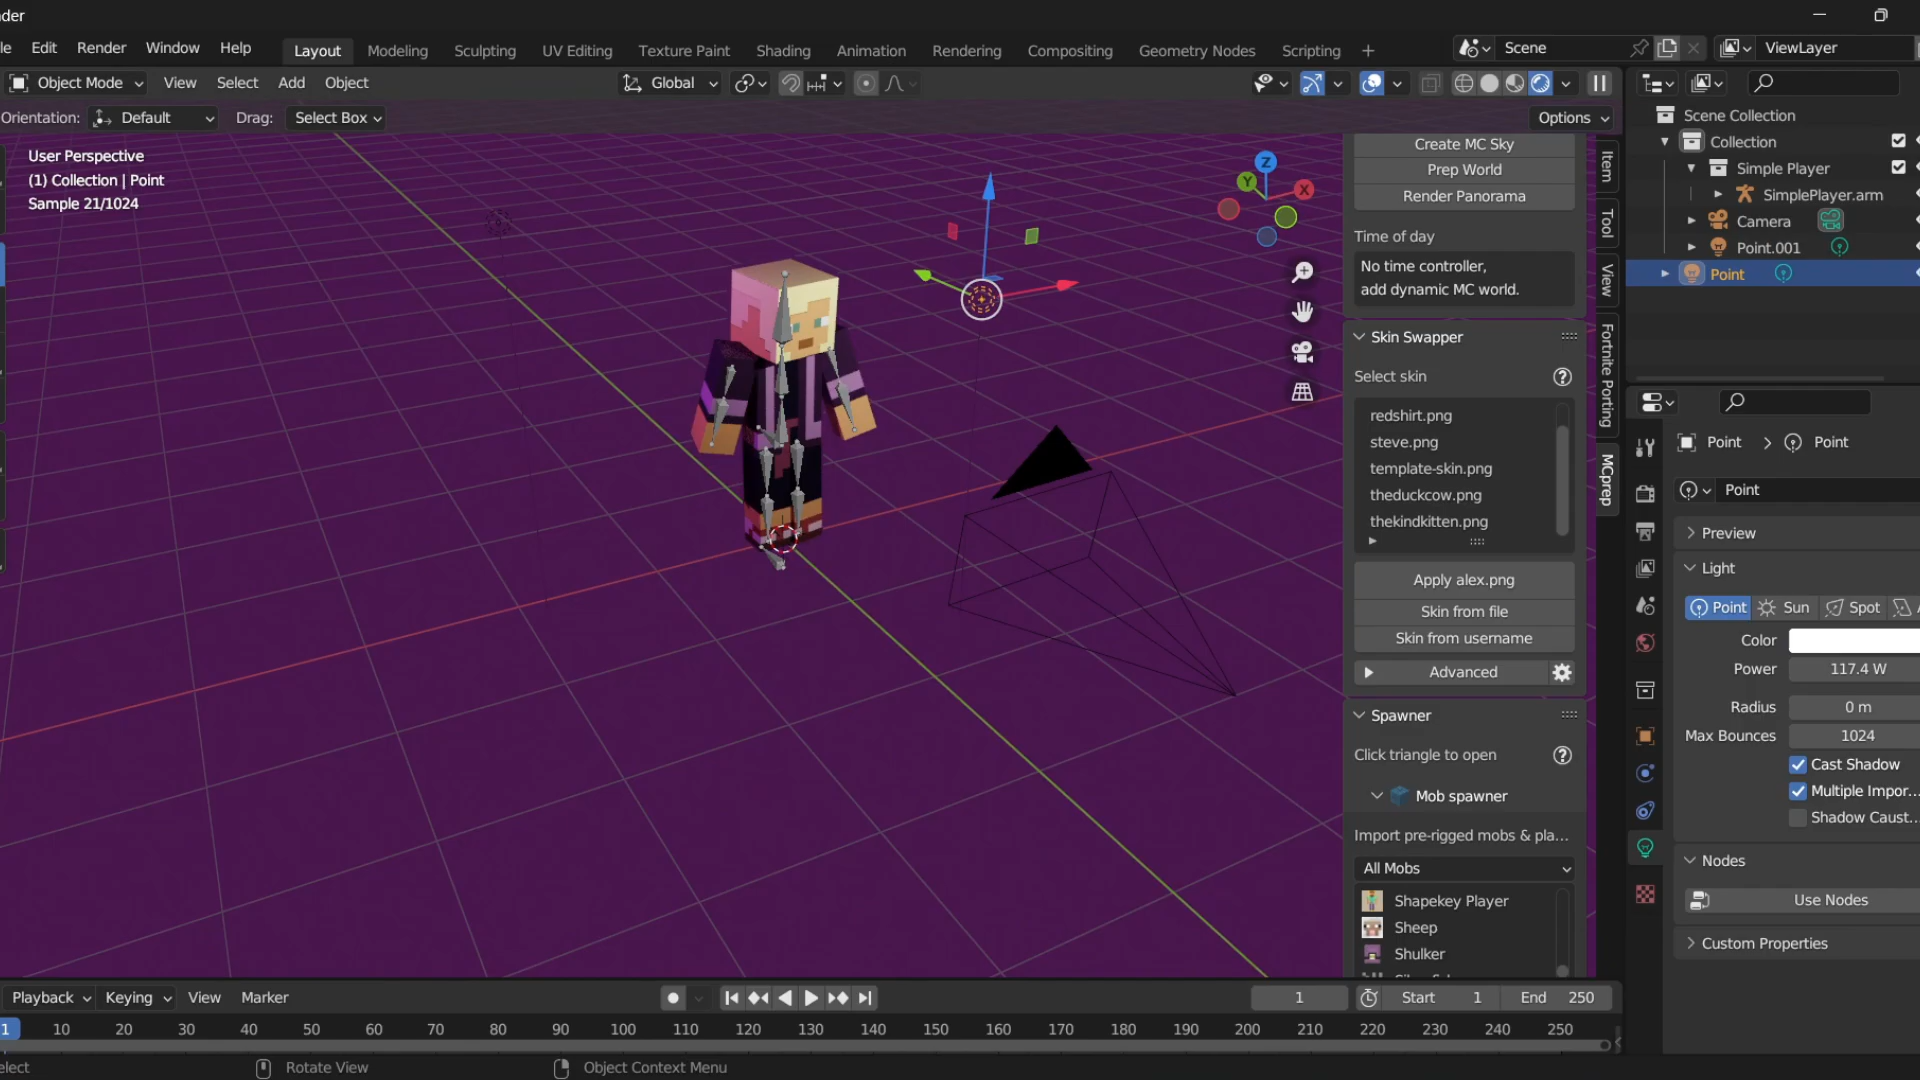 der
le Edit Render Window Help Layout Modeling Sculpting UV Editing Texture Paint Shading Animation Rendering Compositing Geometry Nodes Scripting + Scene ViewLayer
Object Mode View Select Add Object Global
Orientation: Default Drag: Select Box Options
User Perspective
(1) Collection | Point
Sample 21/1024
Z
Y
X
Create MC Sky
Prep World
Render Panorama
Time of day
No time controller,
add dynamic MC world.
Skin Swapper
Select skin
redshirt.png
steve.png
template-skin.png
theduckcow.png
thekindkitten.png
Apply alex.png
Skin from file
Skin from username
Advanced
Spawner
Click triangle to open
Mob spawner
Import pre-rigged mobs & pla...
All Mobs
Shapekey Player
Sheep
Shulker
Item
Tool
View
Fortnite Porting
MCprep
Scene Collection
Collection
Simple Player
SimplePlayer.arm
Camera
Point.001
Point
Point > Point
Point
Preview
Light
Point Sun Spot A
Color
Power 117.4 W
Radius 0 m
Max Bounces 1024
Cast Shadow
Multiple Impor...
Shadow Caust...
Nodes
Use Nodes
Custom Properties
Playback Keying View Marker 1 Start 1 End 250
1 10 20 30 40 50 60 70 80 90 100 110 120 130 140 150 160 170 180 190 200 210 220 230 240 250
elect Rotate View Object Context Menu